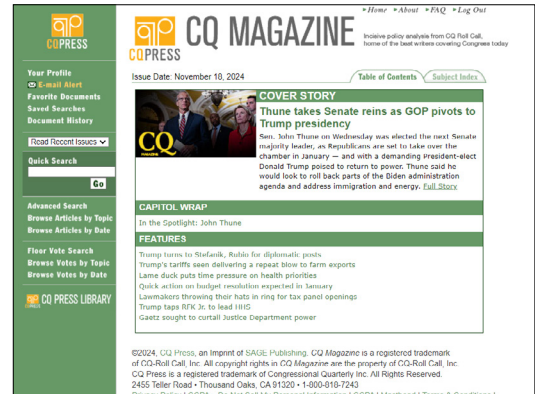 Home About FAQ Log Out
CQ PRESS
CQ PRESS
CQ MAGAZINE
Incisive policy analysis from CQ Roll Call,
home of the best writers covering Congress today
Issue Date: November 18, 2024
Table of Contents
Subject Index
Your Profile
E-mail Alert
Favorite Documents
Saved Searches
Document History
Read Recent Issues
Quick Search
Go
Advanced Search
Browse Articles by Topic
Browse Articles by Date
Floor Vote Search
Browse Votes by Topic
Browse Votes by Date
CQ PRESS LIBRARY
CQ
MAGAZINE
COVER STORY
Thune takes Senate reins as GOP pivots to
Trump presidency
Sen. John Thune on Wednesday was elected the next Senate
majority leader, as Republicans are set to take over the
chamber in January — and with a demanding President-elect
Donald Trump poised to return to power. Thune said he
would look to roll back parts of the Biden administration
agenda and address immigration and energy. Full Story
CAPITOL WRAP
In the Spotlight: John Thune
FEATURES
Trump turns to Stefanik, Rubio for diplomatic posts
Trump's tariffs seen delivering a repeat blow to farm exports
Lame duck puts time pressure on health priorities
Quick action on budget resolution expected in January
Lawmakers throwing their hats in ring for tax panel openings
Trump taps RFK Jr. to lead HHS
Gaetz sought to curtail Justice Department power
©2024, CQ Press, an Imprint of SAGE Publishing. CQ Magazine is a registered trademark
of CQ-Roll Call, Inc. All copyright rights in CQ Magazine are the property of CQ-Roll Call, Inc.
CQ Press is a registered trademark of Congressional Quarterly Inc. All Rights Reserved.
2455 Teller Road • Thousand Oaks, CA 91320 • 1-800-818-7243